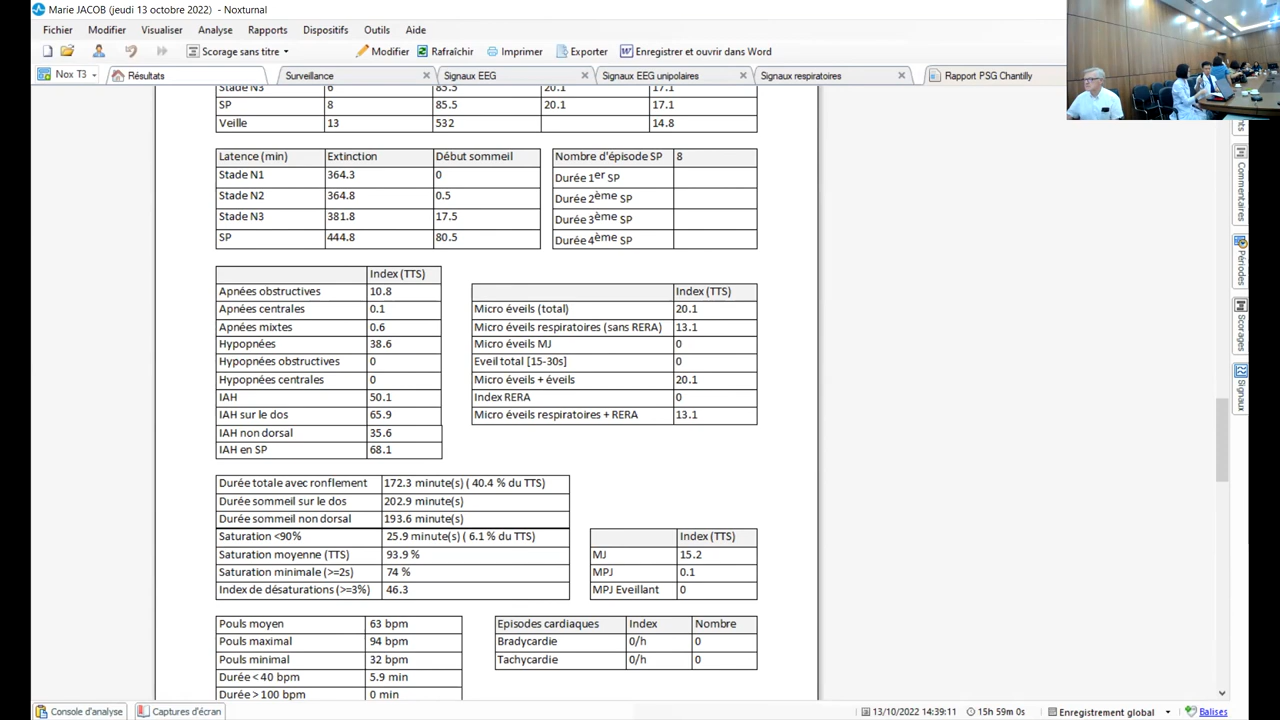 Marie JACOB (jeudi 13 octobre 2022) - Noxturnal
Fichier Modifier Visualiser Analyse Rapports Dispositifs Outils Aide
Scorage sans titre Modifier Rafraîchir Imprimer Exporter Enregistrer et ouvrir dans Word
Nox T3 Résultats Surveillance Signaux EEG Signaux EEG unipolaires Signaux respiratoires Rapport PSG Chantilly
Stade N3 6 85.5 20.1 17.1
SP 8 85.5 20.1 17.1
Veille 13 532 14.8
Latence (min) Extinction Début sommeil
Stade N1 364.3 0
Stade N2 364.8 0.5
Stade N3 381.8 17.5
SP 444.8 80.5
Nombre d'épisode SP 8
Durée 1er SP
Durée 2ème SP
Durée 3ème SP
Durée 4ème SP
Index (TTS)
Apnées obstructives 10.8
Apnées centrales 0.1
Apnées mixtes 0.6
Hypopnées 38.6
Hypopnées obstructives 0
Hypopnées centrales 0
IAH 50.1
IAH sur le dos 65.9
IAH non dorsal 35.6
IAH en SP 68.1
Index (TTS)
Micro éveils (total) 20.1
Micro éveils respiratoires (sans RERA) 13.1
Micro éveils MJ 0
Eveil total [15-30s] 0
Micro éveils + éveils 20.1
Index RERA 0
Micro éveils respiratoires + RERA 13.1
Durée totale avec ronflement 172.3 minute(s) ( 40.4 % du TTS)
Durée sommeil sur le dos 202.9 minute(s)
Durée sommeil non dorsal 193.6 minute(s)
Saturation <90% 25.9 minute(s) ( 6.1 % du TTS)
Saturation moyenne (TTS) 93.9 %
Saturation minimale (>=2s) 74 %
Index de désaturations (>=3%) 46.3
Index (TTS)
MJ 15.2
MPJ 0.1
MPJ Eveillant 0
Pouls moyen 63 bpm
Pouls maximal 94 bpm
Pouls minimal 32 bpm
Durée < 40 bpm 5.9 min
Durée > 100 bpm 0 min
Episodes cardiaques Index Nombre
Bradycardie 0/h 0
Tachycardie 0/h 0
Commentaires
Périodes
Scorages
Signaux
Console d'analyse Captures d'écran 13/10/2022 14:39:11 15h 59m 0s Enregistrement global Balises